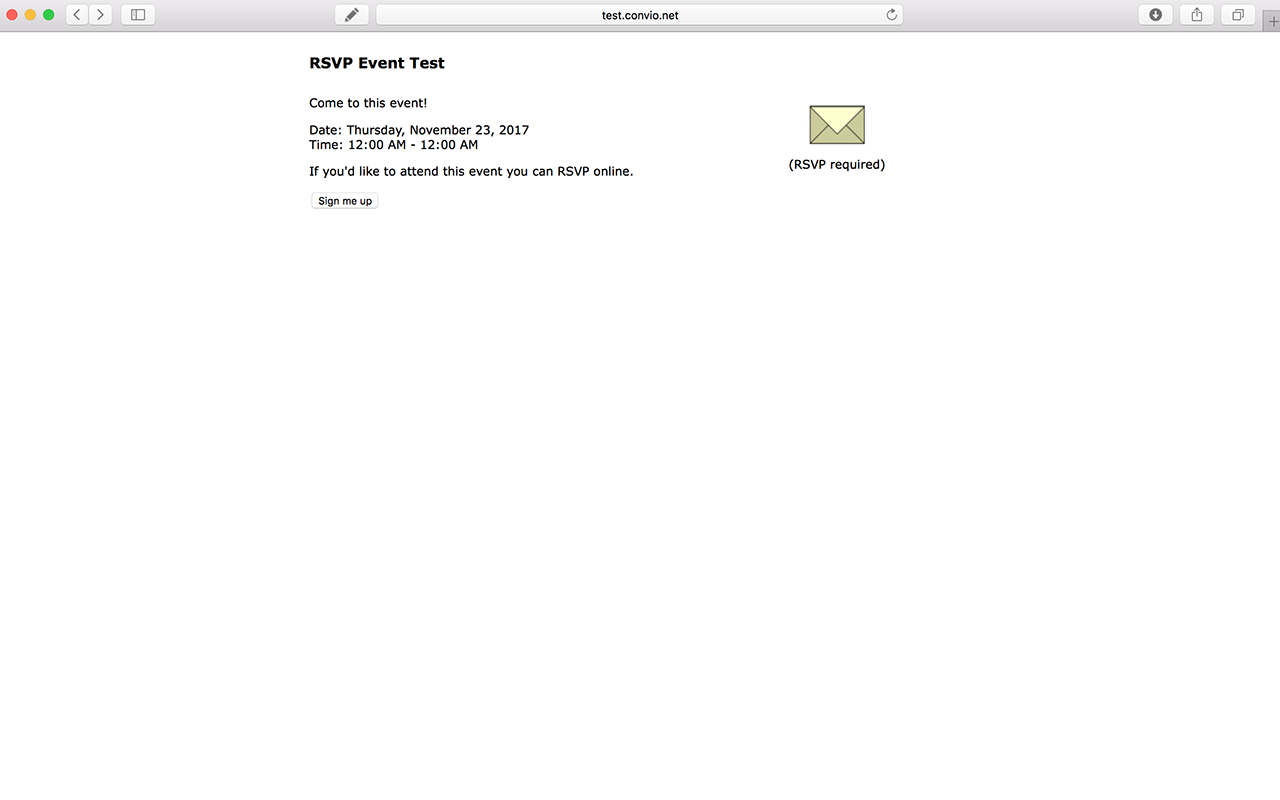 test.convio.net
RSVP Event Test
Come to this event!
Date: Thursday, November 23, 2017
Time: 12:00 AM - 12:00 AM
(RSVP required)
If you'd like to attend this event you can RSVP online.
Sign me up